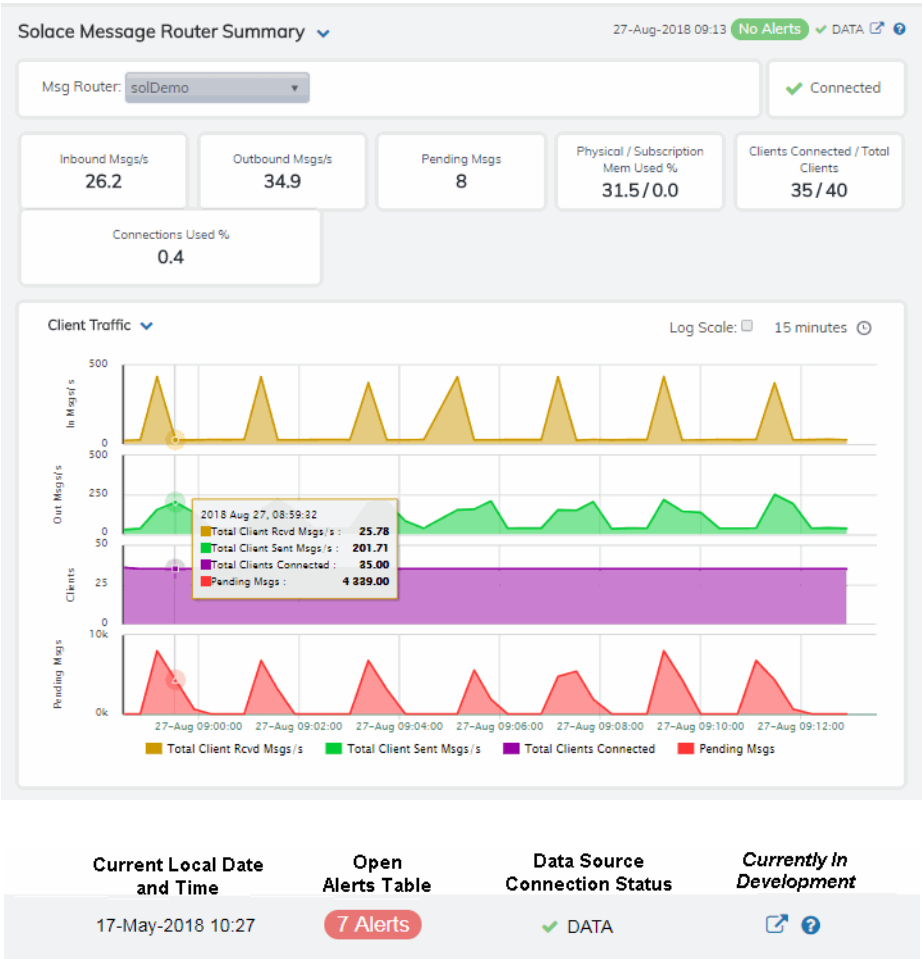 Solace Message Router Summary
27-Aug-2018 09:13 No Alerts DATA
Msg Router: solDemo
Connected
Inbound Msgs/s
26.2
Outbound Msgs/s
34.9
Pending Msgs
8
Physical / Subscription
Mem Used %
31.5 / 0.0
Clients Connected / Total
Clients
35 / 40
Connections Used %
0.4
Client Traffic
Log Scale: 15 minutes
In Msgs/s
500
0
Out Msgs/s
500
250
0
Clients
50
25
0
Pending Msgs
10k
0k
2018 Aug 27, 08:59:32
Total Client Rcvd Msgs/s : 25.78
Total Client Sent Msgs/s : 201.71
Total Clients Connected : 35.00
Pending Msgs : 4 339.00
27-Aug 09:00:00 27-Aug 09:02:00 27-Aug 09:04:00 27-Aug 09:06:00 27-Aug 09:08:00 27-Aug 09:10:00 27-Aug 09:12:00
Total Client Rcvd Msgs/s Total Client Sent Msgs/s Total Clients Connected Pending Msgs
Current Local Date
and Time
Open
Alerts Table
Data Source
Connection Status
Currently In
Development
17-May-2018 10:27 7 Alerts DATA